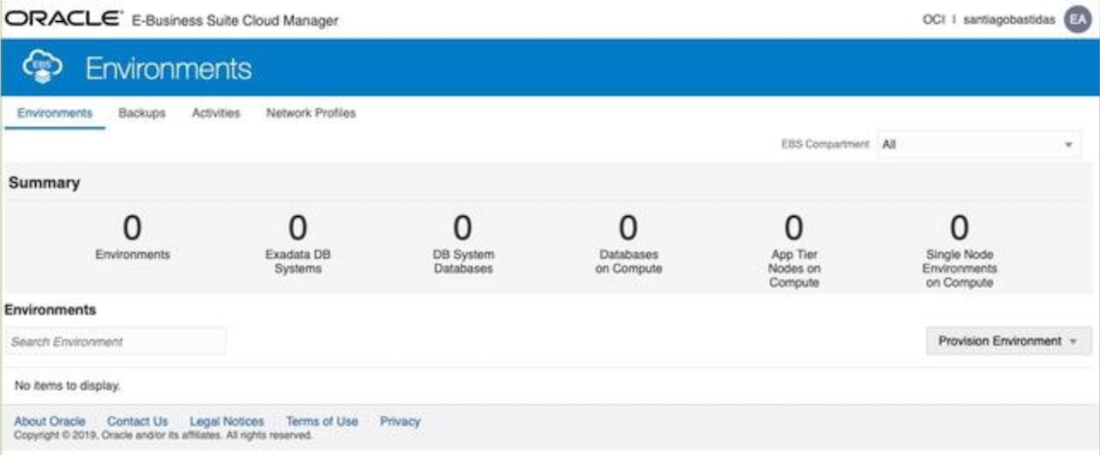 ORACLE E-Business Suite Cloud Manager
OCI | santiagobastidas EA
EBS Environments
Environments Backups Activities Network Profiles
EBS Compartment All
Summary
0 0 0 0 0 0
Environments Exadata DB DB System Databases App Tier Single Node
Systems Databases on Compute Nodes on Environments
Compute on Compute
Environments
Search Environment Provision Environment
No items to display.
About Oracle Contact Us Legal Notices Terms of Use Privacy
Copyright © 2019, Oracle and/or its affiliates. All rights reserved.